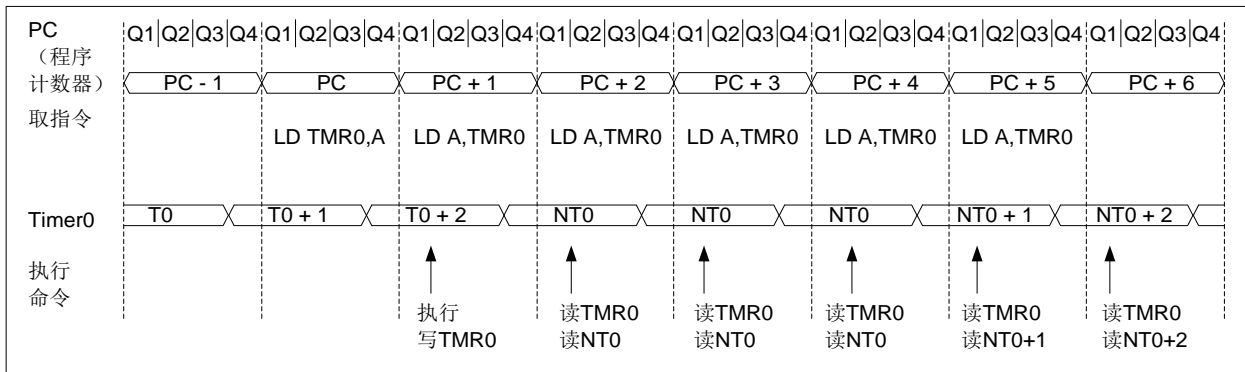 PC
（程序
计数器）
Q1|Q2|Q3|Q4|Q1|Q2|Q3|Q4|Q1|Q2|Q3|Q4|Q1|Q2|Q3|Q4|Q1|Q2|Q3|Q4|Q1|Q2|Q3|Q4|Q1|Q2|Q3|Q4|Q1|Q2|Q3|Q4
PC - 1 PC PC + 1 PC + 2 PC + 3 PC + 4 PC + 5 PC + 6
取指令
LD TMR0,A LD A,TMR0 LD A,TMR0 LD A,TMR0 LD A,TMR0 LD A,TMR0
Timer0 T0 T0 + 1 T0 + 2 NT0 NT0 NT0 NT0 + 1 NT0 + 2
执行
命令
执行
写TMR0
读TMR0
读NT0
读TMR0
读NT0
读TMR0
读NT0
读TMR0
读NT0+1
读TMR0
读NT0+2